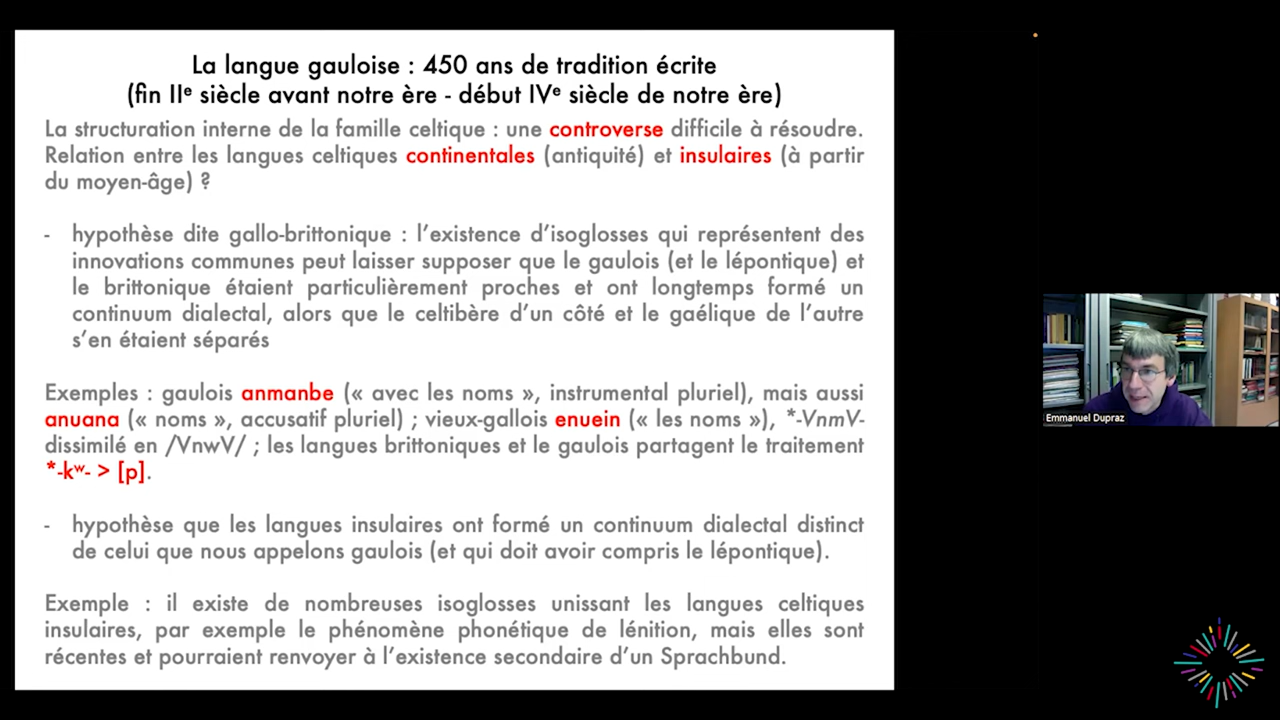 La langue gauloise : 450 ans de tradition écrite
(fin IIᵉ siècle avant notre ère - début IVᵉ siècle de notre ère)
La structuration interne de la famille celtique : une controverse difficile à résoudre.
Relation entre les langues celtiques continentales (antiquité) et insulaires (à partir
du moyen-âge) ?
- hypothèse dite gallo-brittonique : l’existence d’isoglosses qui représentent des
innovations communes peut laisser supposer que le gaulois (et le lépontique) et
le brittonique étaient particulièrement proches et ont longtemps formé un
continuum dialectal, alors que le celtibère d’un côté et le gaélique de l’autre
s’en étaient séparés
Exemples : gaulois anmanbe (« avec les noms », instrumental pluriel), mais aussi
anuana (« noms », accusatif pluriel) ; vieux-gallois enuein (« les noms »), *-VnmV-
dissimilé en /VnwV/ ; les langues brittoniques et le gaulois partagent le traitement
*-kʷ- > [p].
- hypothèse que les langues insulaires ont formé un continuum dialectal distinct
de celui que nous appelons gaulois (et qui doit avoir compris le lépontique).
Exemple : il existe de nombreuses isoglosses unissant les langues celtiques
insulaires, par exemple le phénomène phonétique de lénition, mais elles sont
récentes et pourraient renvoyer à l’existence secondaire d’un Sprachbund.
Emmanuel Dupraz